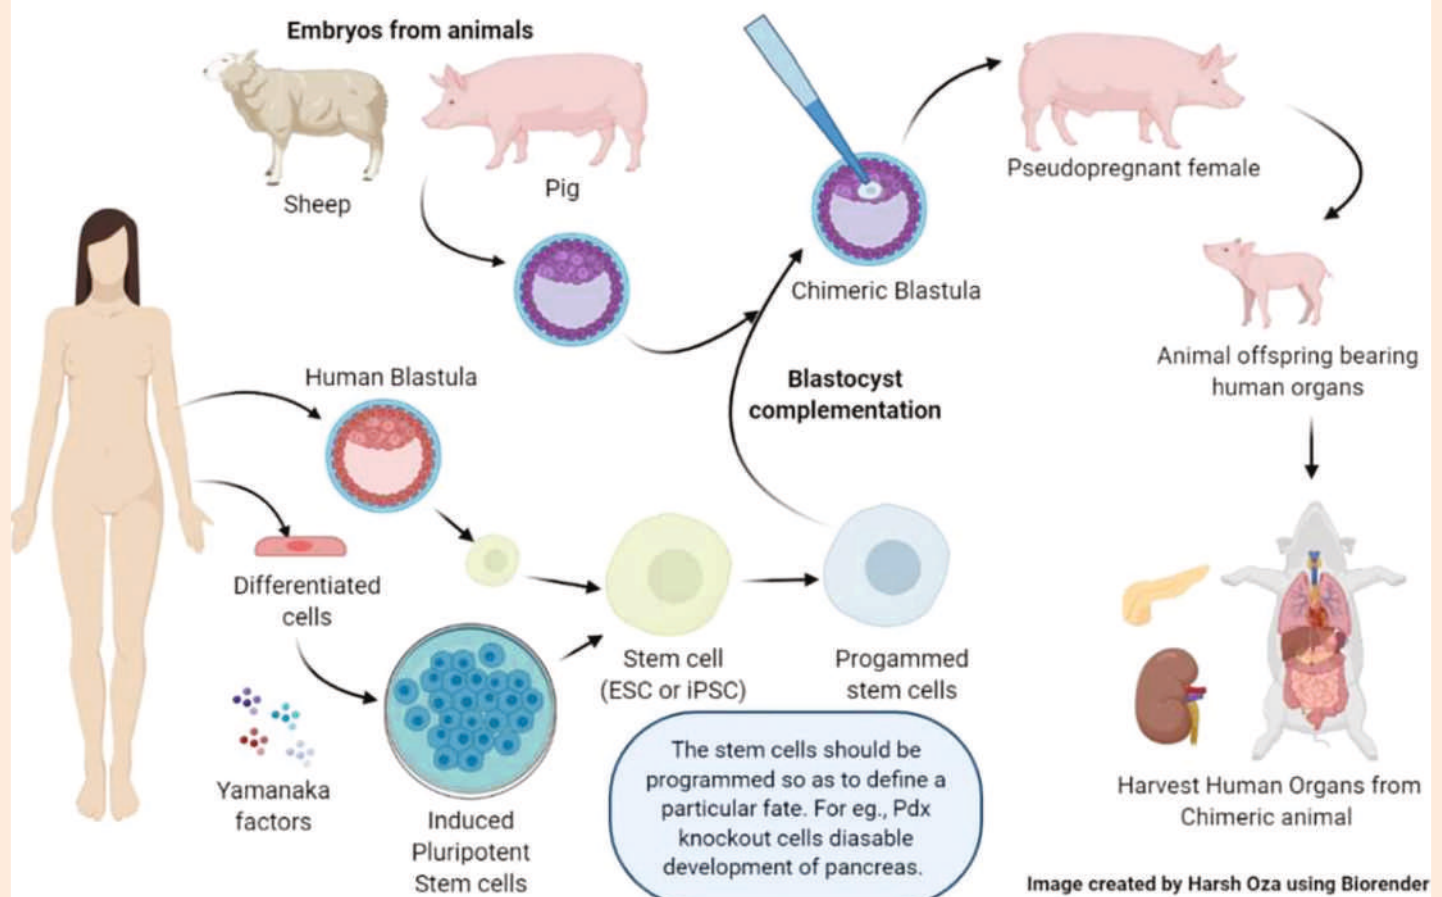 Embryos from animals
Sheep
Pig
Pseudopregnant female
Chimeric Blastula
Animal offspring bearing
human organs
Human Blastula
Blastocyst
complementation
Differentiated
cells
Stem cell
(ESC or iPSC)
Progammed
stem cells
Yamanaka
factors
Induced
Pluripotent
Stem cells
The stem cells should be
programmed so as to define a
particular fate. For eg., Pdx
knockout cells diasable
development of pancreas.
Harvest Human Organs from
Chimeric animal
Image created by Harsh Oza using Biorender